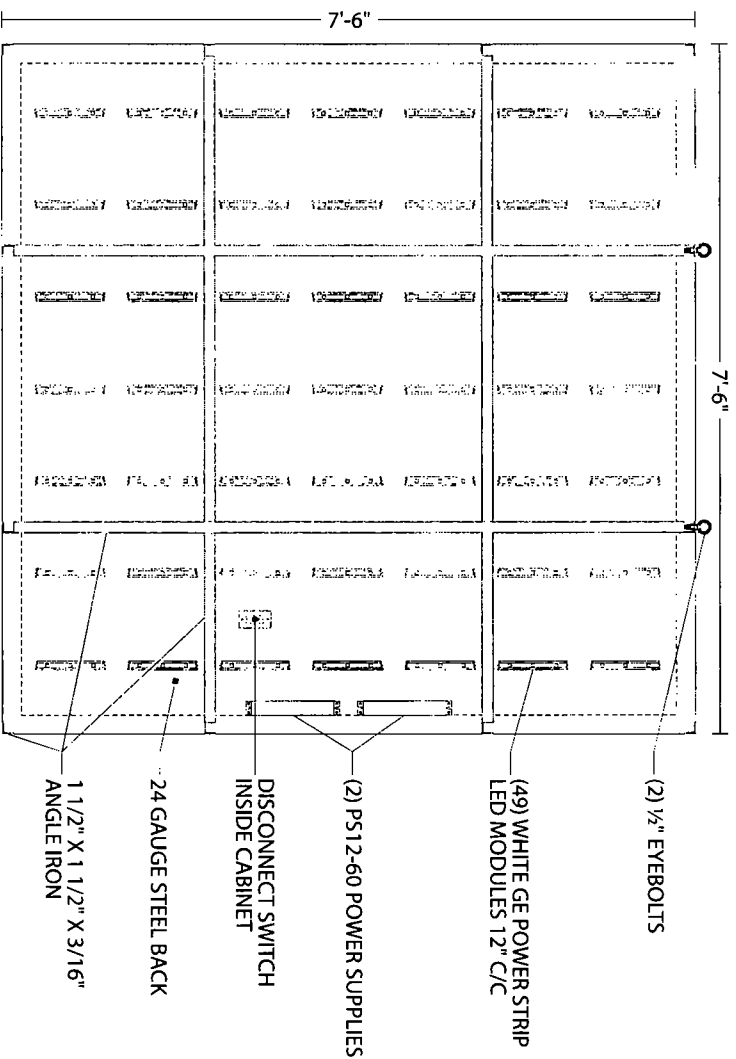 7'-6"
7'-6"
(2) ½" EYEBOLTS
(49) WHITE GE POWER STRIP
LED MODULES 12" C/C
(2) PS12-60 POWER SUPPLIES
DISCONNECT SWITCH
INSIDE CABINET
24 GAUGE STEEL BACK
1 1/2" X 1 1/2" X 3/16"
ANGLE IRON